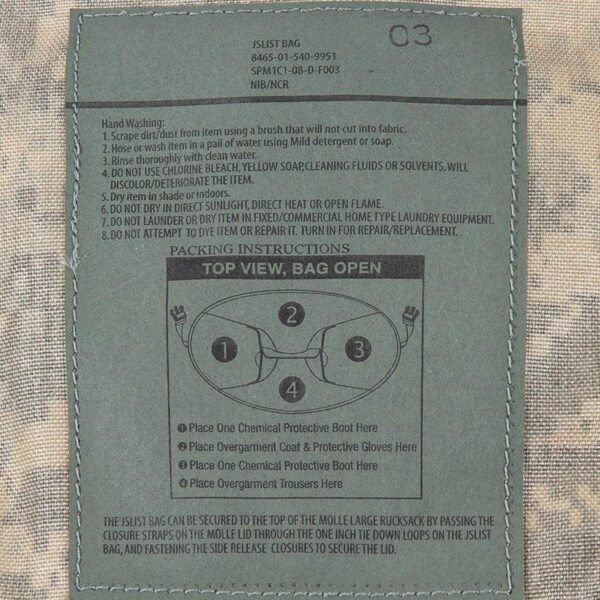 03
JSLIST BAG
8465-01-540-9951
SPM1C1-08-D-F003
NIB/NCR
Hand Washing:
1. Scrape dirt/dust from item using a brush that will not cut into fabric.
2. Hose or wash item in a pail of water using Mild detergent or soap.
3. Rinse thoroughly with clean water.
4. DO NOT USE CHLORINE BLEACH, YELLOW SOAP,CLEANING FLUIDS OR SOLVENTS, WILL
DISCOLOR/DETERIORATE THE ITEM.
5. Dry item in shade or indoors.
6. DO NOT DRY IN DIRECT SUNLIGHT, DIRECT HEAT OR OPEN FLAME.
7. DO NOT LAUNDER OR DRY ITEM IN FIXED/COMMERCIAL HOME TYPE LAUNDRY EQUIPMENT.
8. DO NOT ATTEMPT TO DYE ITEM OR REPAIR IT. TURN IN FOR REPAIR/REPLACEMENT.
PACKING INSTRUCTIONS
TOP VIEW, BAG OPEN
2
1
3
4
1 Place One Chemical Protective Boot Here
2 Place Overgarment Coat & Protective Gloves Here
3 Place One Chemical Protective Boot Here
4 Place Overgarment Trousers Here
THE JSLIST BAG CAN BE SECURED TO THE TOP OF THE MOLLE LARGE RUCKSACK BY PASSING THE
CLOSURE STRAPS ON THE MOLLE LID THROUGH THE ONE INCH TIE DOWN LOOPS ON THE JSLIST
BAG, AND FASTENING THE SIDE RELEASE CLOSURES TO SECURE THE LID.